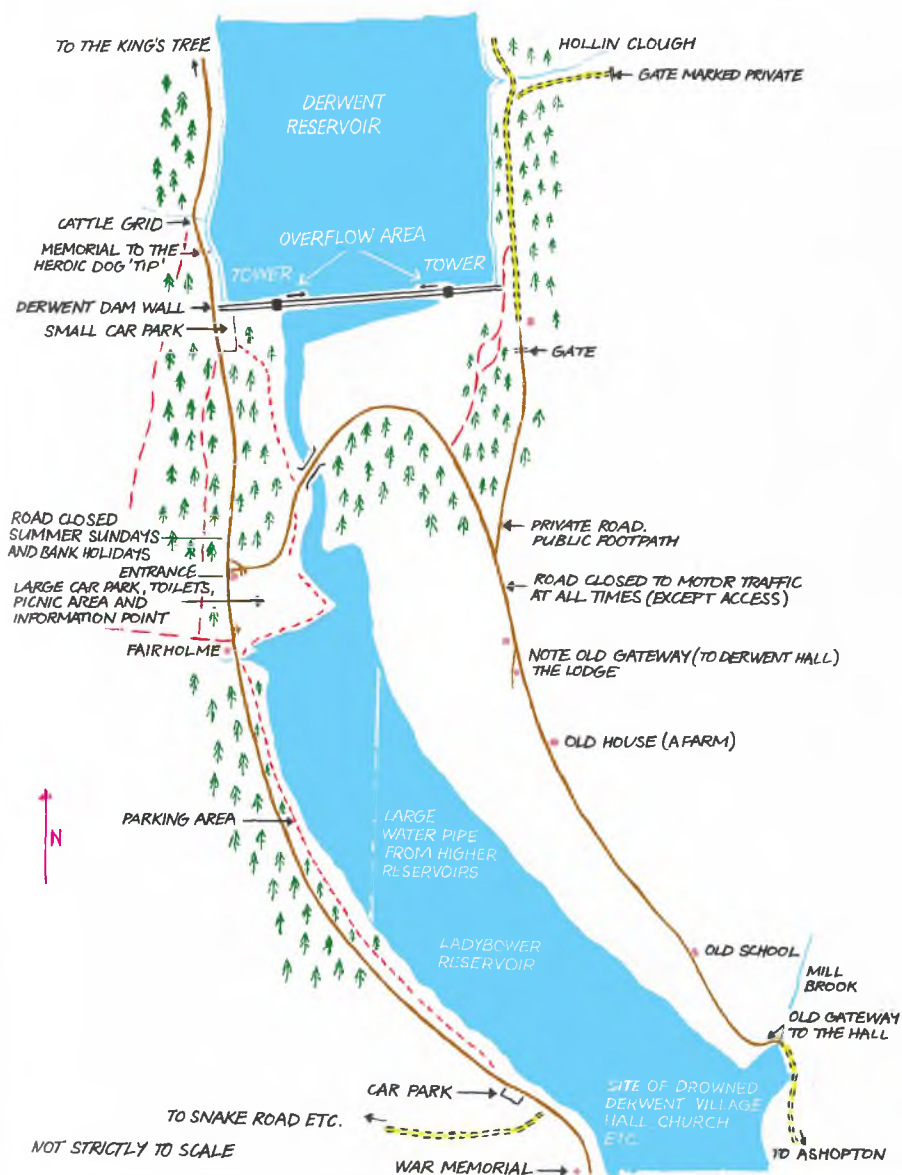 TO THE KING'S TREE
HOLLIN CLOUGH
GATE MARKED PRIVATE
DERWENT
RESERVOIR
CATTLE GRID
MEMORIAL TO THE
HEROIC DOG 'TIP'
OVERFLOW AREA
TOWER
TOWER
DERWENT DAM WALL
SMALL CAR PARK
GATE
ROAD CLOSED
SUMMER SUNDAYS
AND BANK HOLIDAYS
PRIVATE ROAD.
PUBLIC FOOTPATH
ENTRANCE
LARGE CAR PARK, TOILETS,
PICNIC AREA AND
INFORMATION POINT
ROAD CLOSED TO MOTOR TRAFFIC
AT ALL TIMES (EXCEPT ACCESS)
FAIRHOLME
NOTE OLD GATEWAY (TO DERWENT HALL)
THE LODGE
OLD HOUSE (A FARM)
N
PARKING AREA
LARGE
WATER PIPE
FROM HIGHER
RESERVOIRS
LADYBOWER
RESERVOIR
OLD SCHOOL
MILL
BROOK
OLD GATEWAY
TO THE HALL
CAR PARK
SITE OF DROWNED
DERWENT VILLAGE
HALL CHURCH
ETC
TO SNAKE ROAD ETC.
NOT STRICTLY TO SCALE
TO ASHOPTON
WAR MEMORIAL